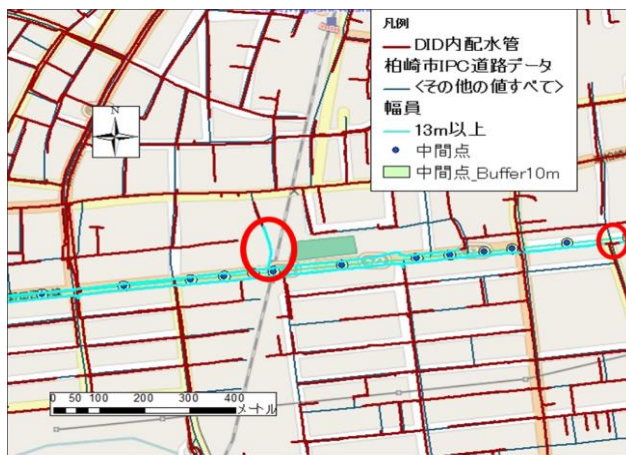 凡例
DID内配水管
柏崎市IPC道路データ
<その他の値すべて>
幅員
13m以上
中間点
中間点_Buffer10m
N
0 50 100 200 300 400
メートル